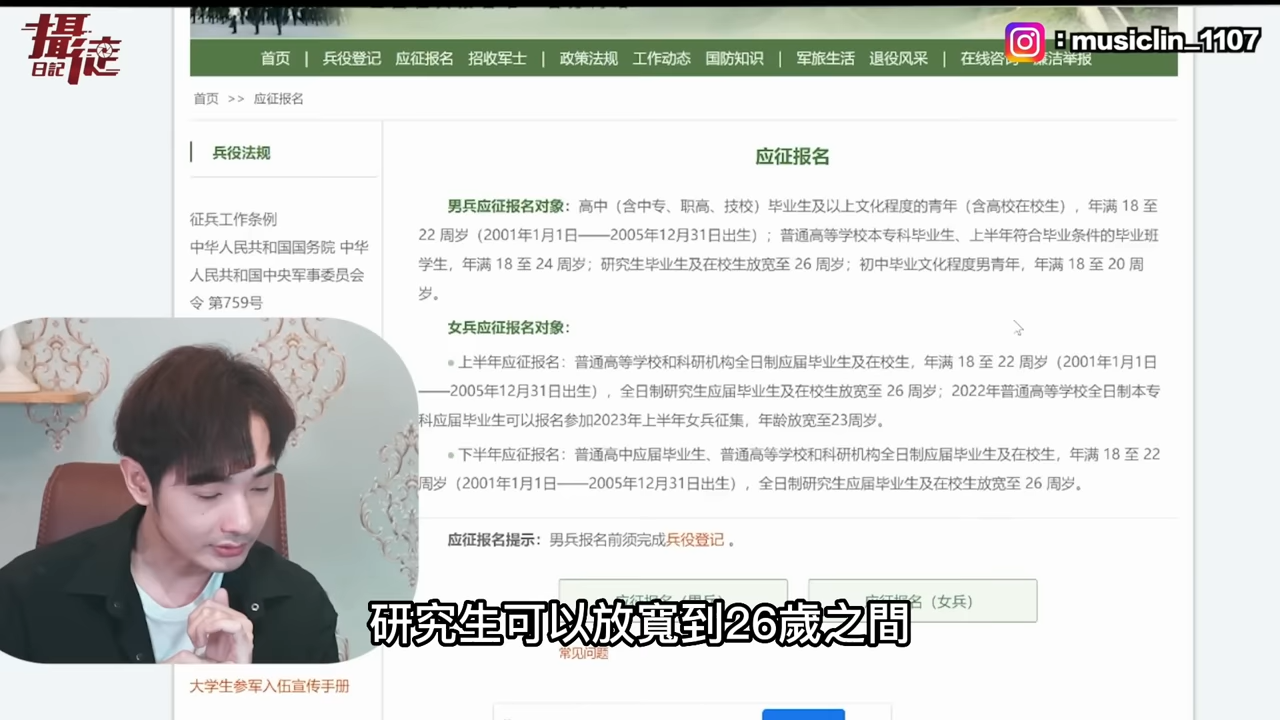 攝徒
日記
: musiclin_1107
首页 | 兵役登记 应征报名 招收军士 | 政策法规 工作动态 国防知识 | 军旅生活 退役风采 | 在线咨询 廉洁举报
首页 >> 应征报名
兵役法规
征兵工作条例
中华人民共和国国务院 中华
人民共和国中央军事委员会
令 第759号
应征报名
男兵应征报名对象：高中（含中专、职高、技校）毕业生及以上文化程度的青年（含高校在校生），年满 18 至
22 周岁（2001年1月1日——2005年12月31日出生）；普通高等学校本专科毕业生、上半年符合毕业条件的毕业班
学生，年满 18 至 24 周岁；研究生毕业生及在校生放宽至 26 周岁；初中毕业文化程度男青年，年满 18 至 20 周
岁。
女兵应征报名对象：
上半年应征报名：普通高等学校和科研机构全日制应届毕业生及在校生，年满 18 至 22 周岁（2001年1月1日
——2005年12月31日出生），全日制研究生应届毕业生及在校生放宽至 26 周岁；2022年普通高等学校全日制本专
科应届毕业生可以报名参加2023年上半年女兵征集，年龄放宽至23周岁。
下半年应征报名：普通高中应届毕业生、普通高等学校和科研机构全日制应届毕业生及在校生，年满 18 至 22
周岁（2001年1月1日——2005年12月31日出生），全日制研究生应届毕业生及在校生放宽至 26 周岁。
应征报名提示：男兵报名前须完成兵役登记 。
应征报名（男兵） 应征报名（女兵）
研究生可以放寬到26歲之間
常见问题
大学生参军入伍宣传手册